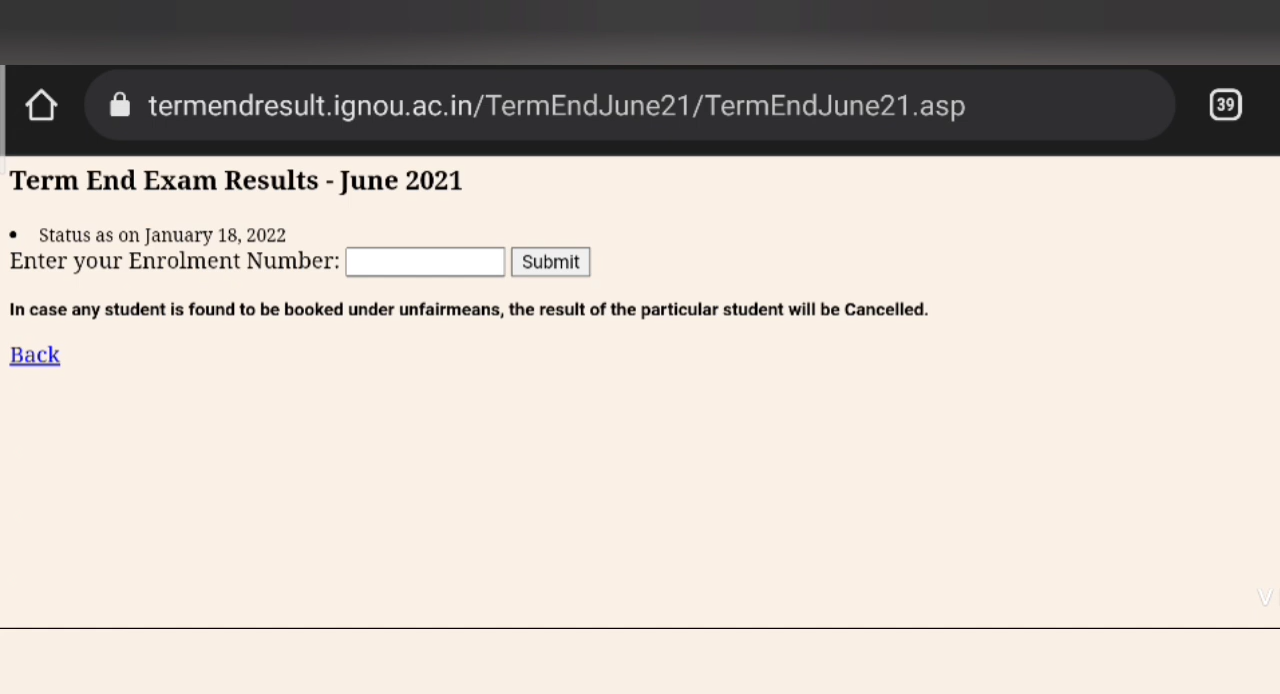 termendresult.ignou.ac.in/TermEndJune21/TermEndJune21.asp
39
Term End Exam Results - June 2021
• Status as on January 18, 2022
Enter your Enrolment Number: Submit
In case any student is found to be booked under unfairmeans, the result of the particular student will be Cancelled.
Back